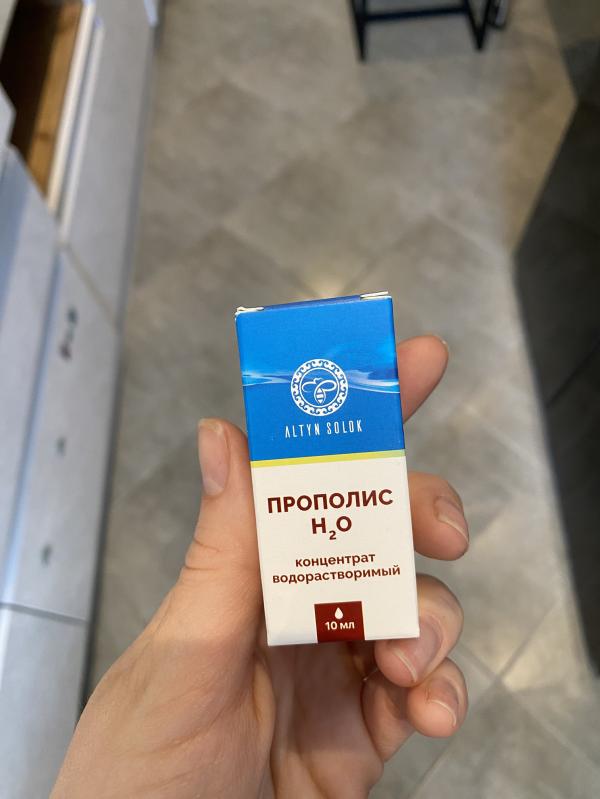 ALTYN SOLOK
ПРОПОЛИС
H₂O
концентрат
водорастворимый
10 мл